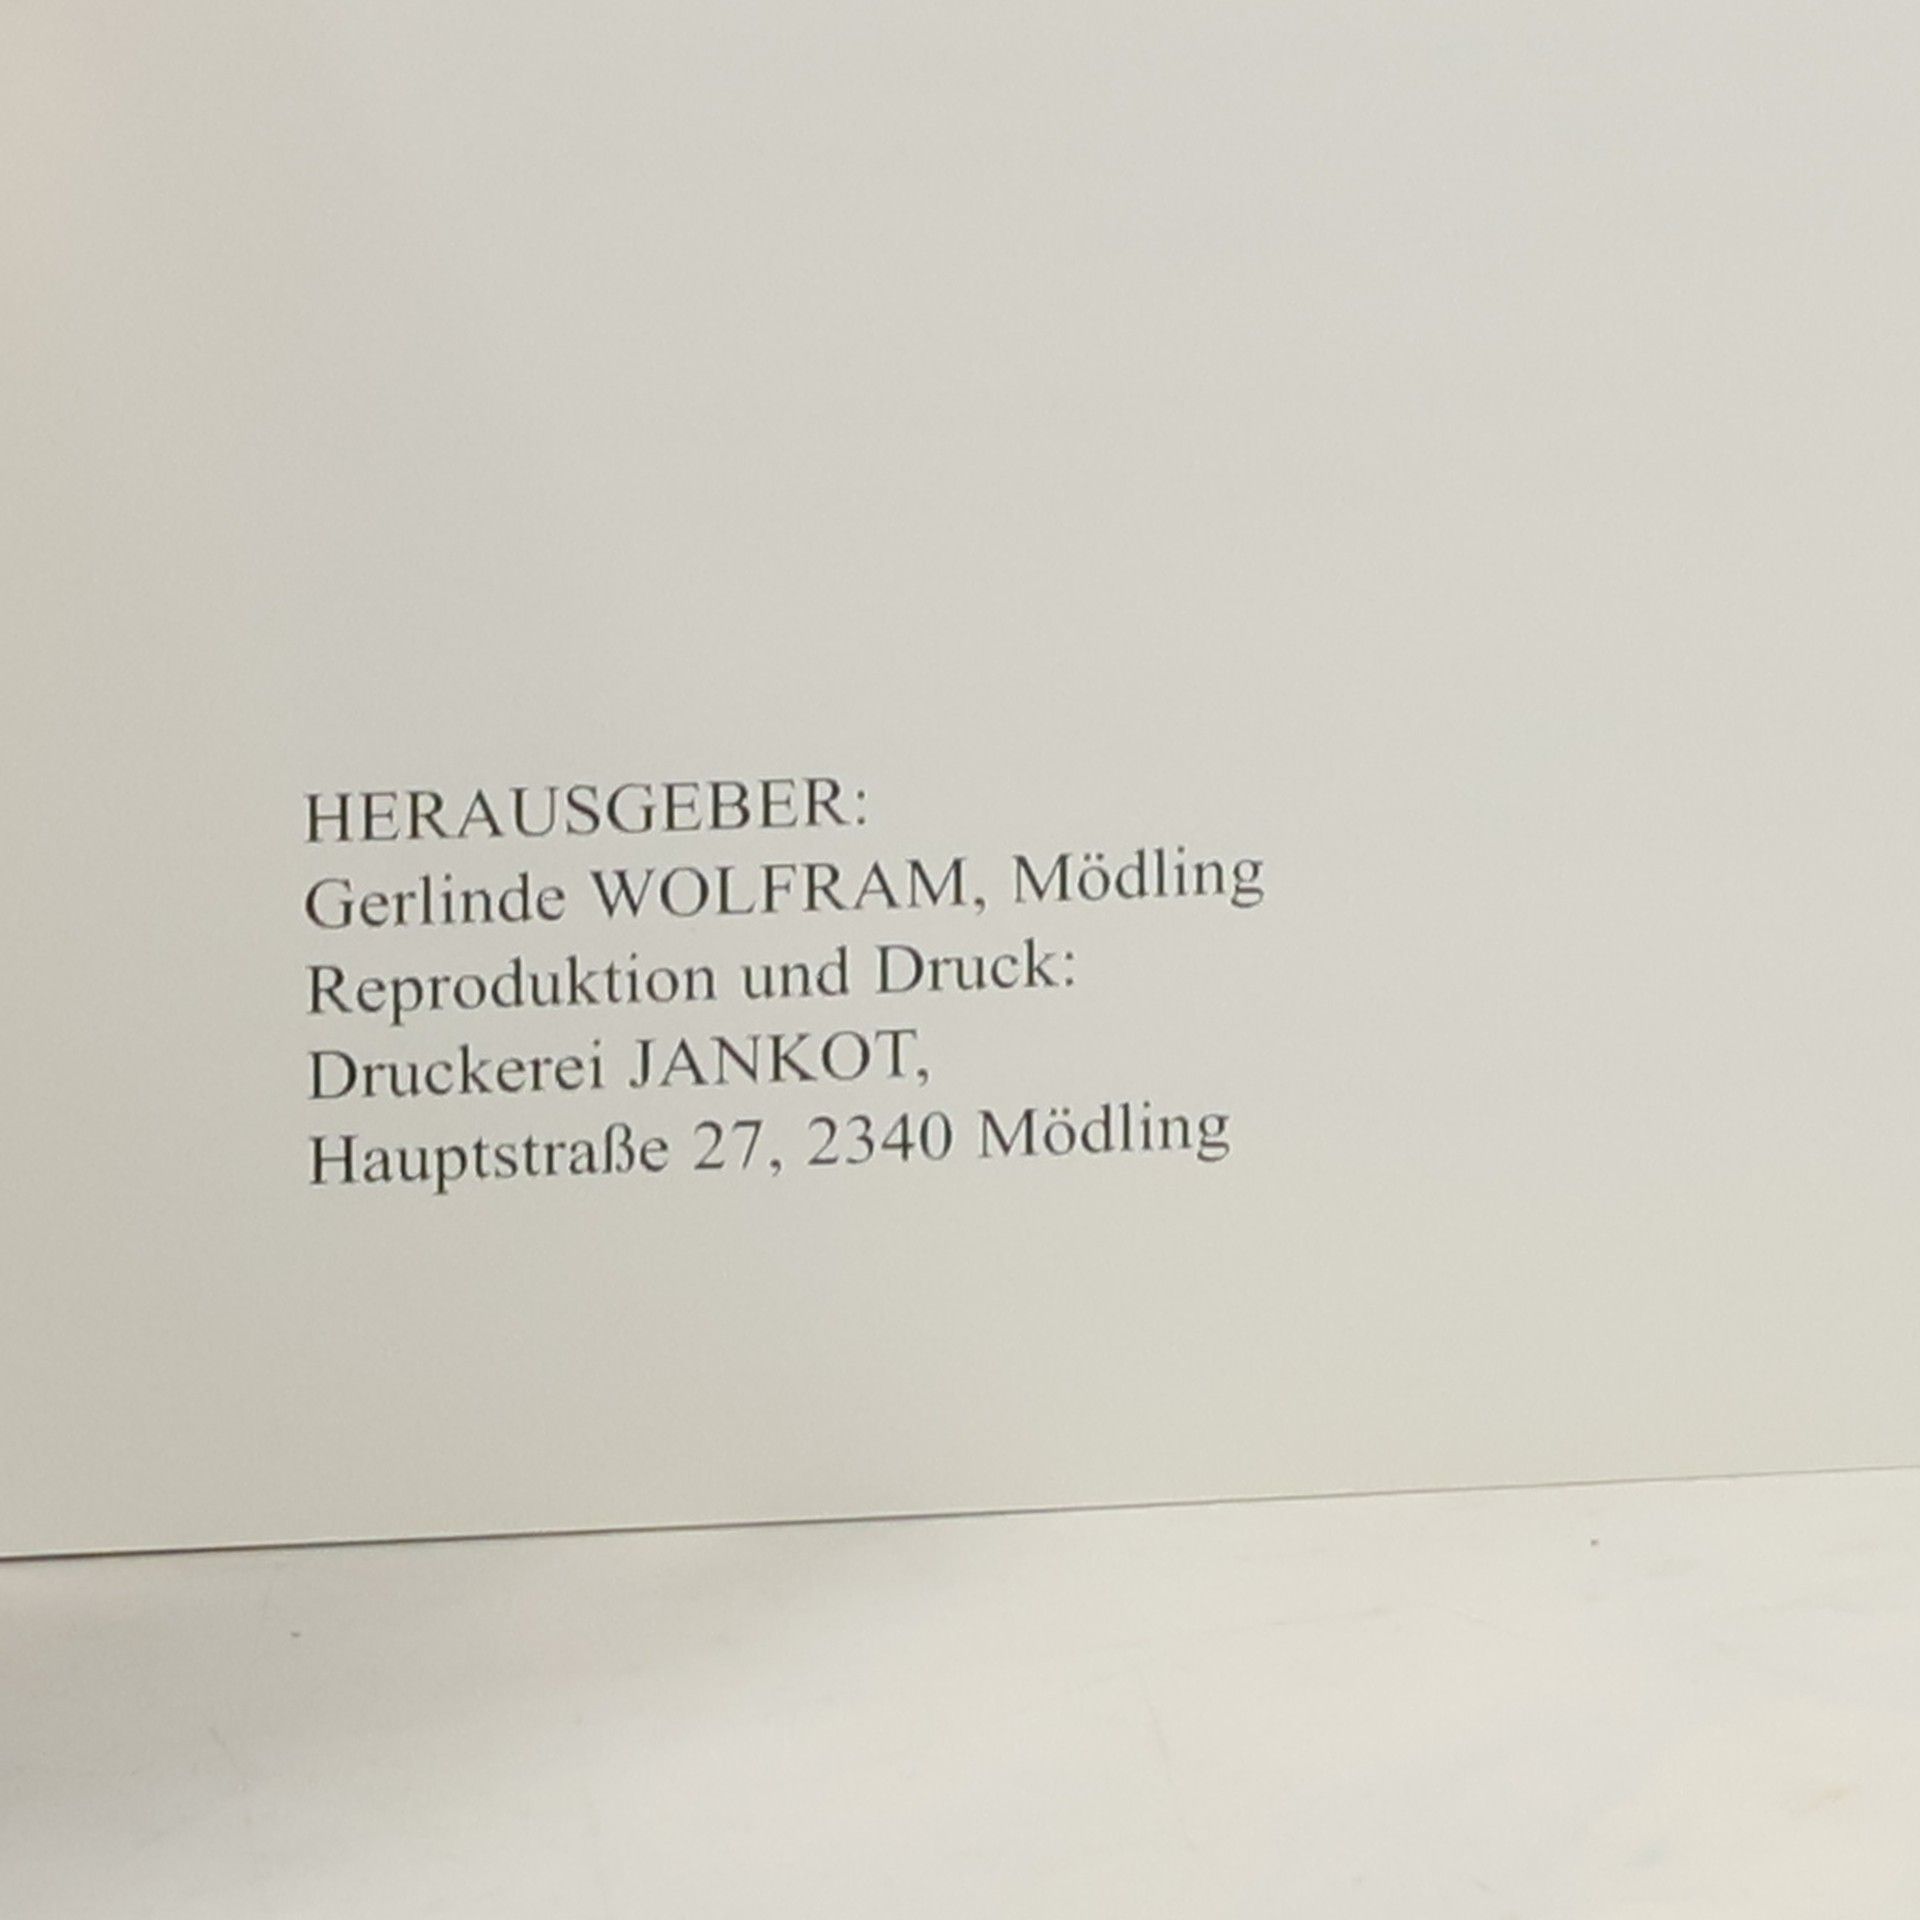 HERAUSGEBER:
Gerlinde WOLFRAM, Mödling
Reproduktion und Druck:
Druckerei JANKOT,
Hauptstraße 27, 2340 Mödling